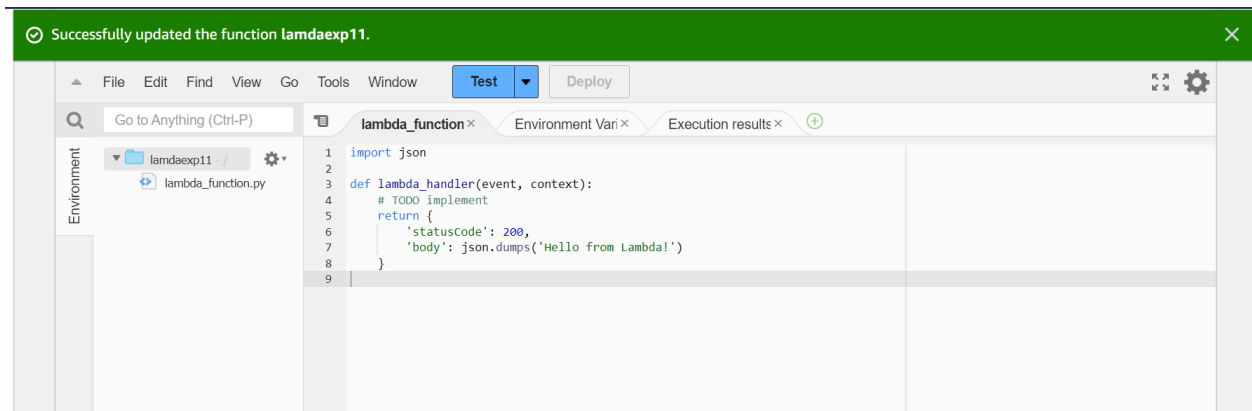 Successfully updated the function lamdaexp11.
File Edit Find View Go Tools Window Test Deploy
Go to Anything (Ctrl-P)
lambda_function Environment Vari Execution results
Environment
lamdaexp11 - /
lambda_function.py
1 import json
2
3 def lambda_handler(event, context):
4     # TODO implement
5     return {
6         'statusCode': 200,
7         'body': json.dumps('Hello from Lambda!')
8     }
9